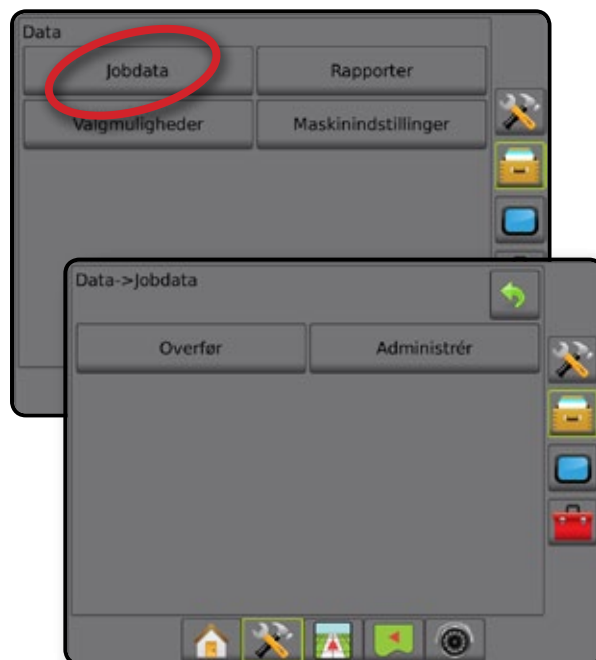 Data
Jobdata Rapporter
Valgmuligheder Maskinindstillinger
Data->Jobdata
Overfør Administrér